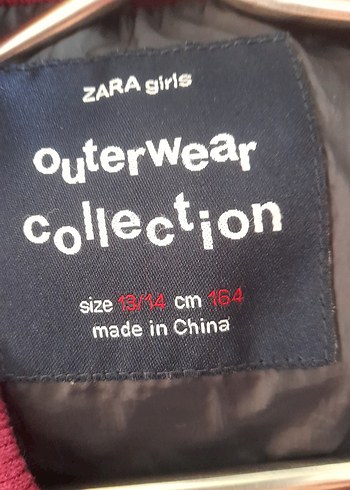 ZARA girls
outerwear
collection
size 13/14 cm 164
made in China